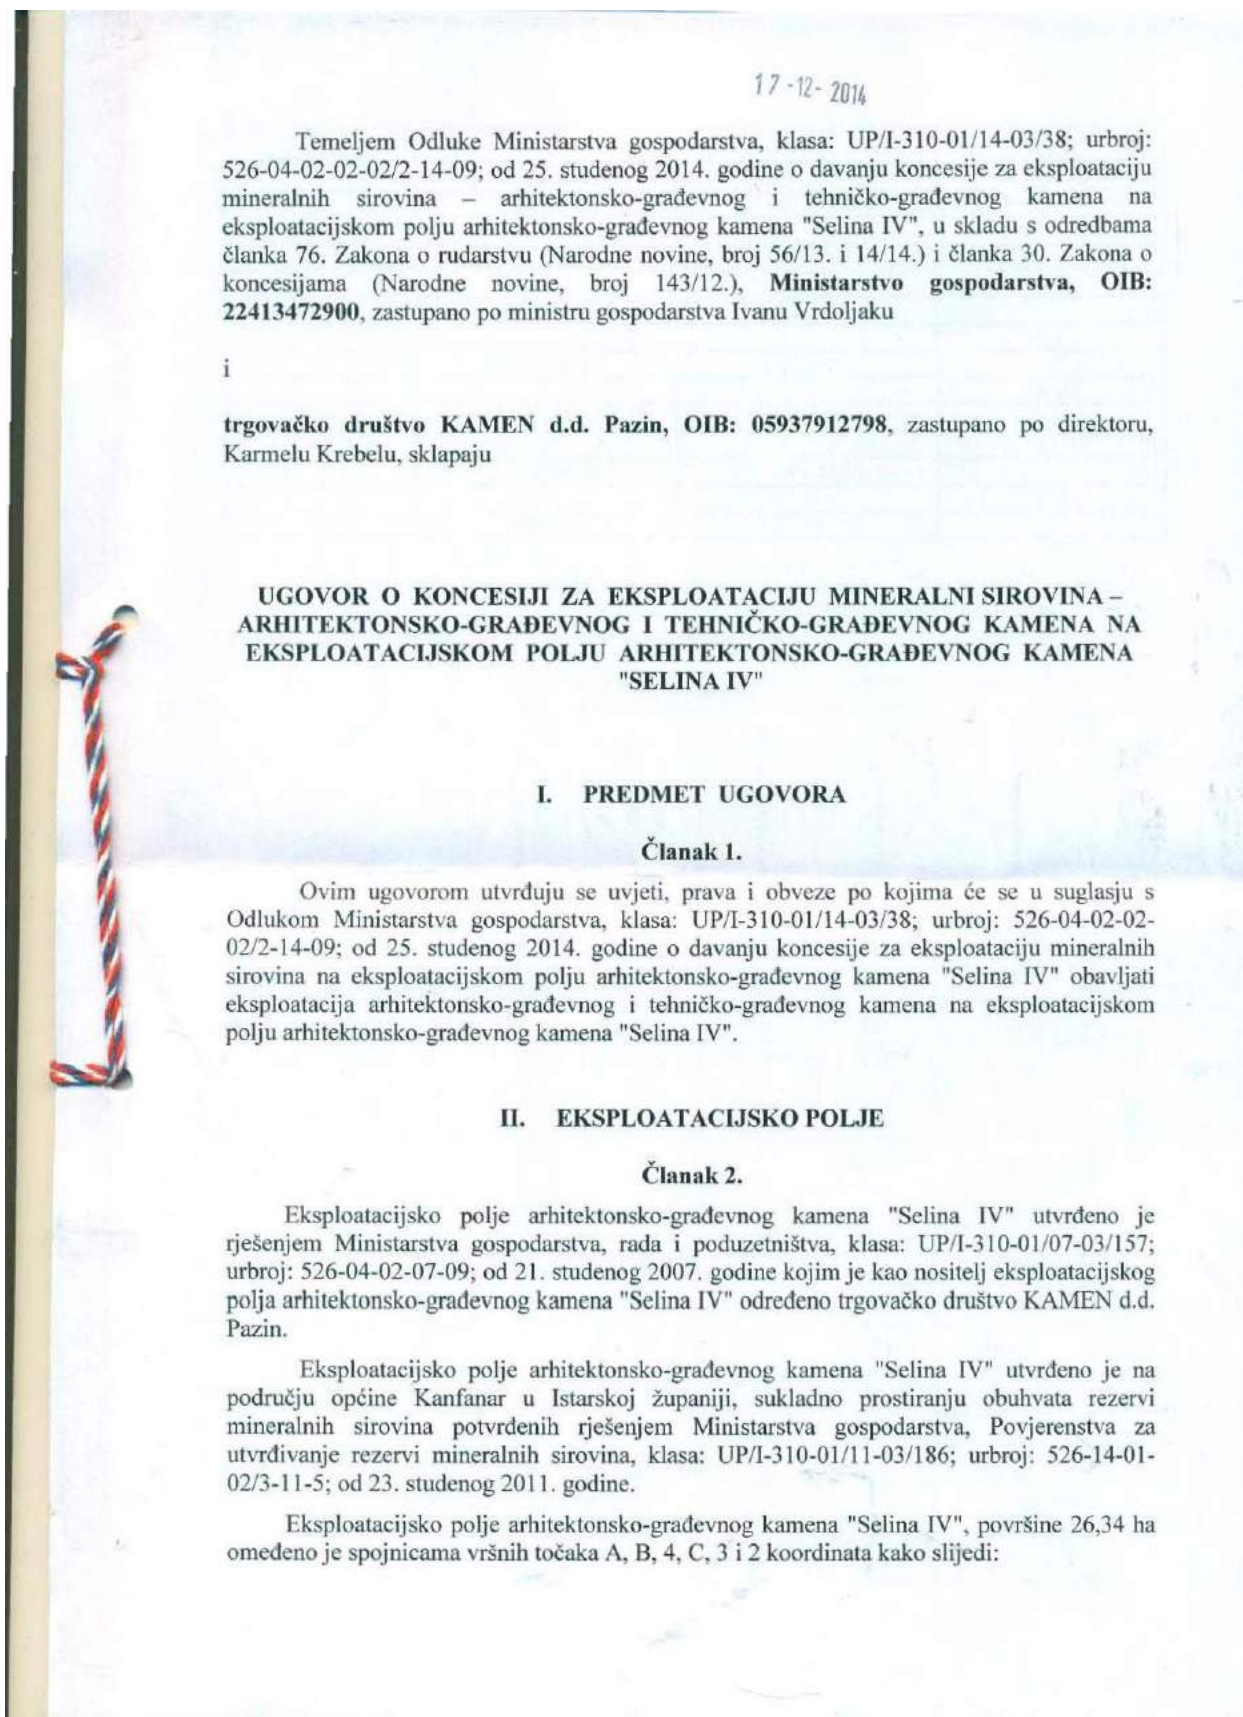 17-12-2014
Temeljem Odluke Ministarstva gospodarstva, klasa: UP/I-310-01/14-03/38; urbroj:
526-04-02-02-02/2-14-09; od 25. studenog 2014. godine o davanju koncesije za eksploataciju
mineralnih sirovina – arhitektonsko-građevnog i tehničko-građevnog kamena na
eksploatacijskom polju arhitektonsko-građevnog kamena "Selina IV", u skladu s odredbama
članka 76. Zakona o rudarstvu (Narodne novine, broj 56/13. i 14/14.) i članka 30. Zakona o
koncesijama (Narodne novine, broj 143/12.), Ministarstvo gospodarstva, OIB:
22413472900, zastupano po ministru gospodarstva Ivanu Vrdoljaku
i
trgovačko društvo KAMEN d.d. Pazin, OIB: 05937912798, zastupano po direktoru,
Karmelu Krebelu, sklapaju
UGOVOR O KONCESIJI ZA EKSPLOATACIJU MINERALNI SIROVINA –
ARHITEKTONSKO-GRAĐEVNOG I TEHNIČKO-GRAĐEVNOG KAMENA NA
EKSPLOATACIJSKOM POLJU ARHITEKTONSKO-GRAĐEVNOG KAMENA
"SELINA IV"
I. PREDMET UGOVORA
Članak 1.
Ovim ugovorom utvrđuju se uvjeti, prava i obveze po kojima će se u suglasju s
Odlukom Ministarstva gospodarstva, klasa: UP/I-310-01/14-03/38; urbroj: 526-04-02-02-
02/2-14-09; od 25. studenog 2014. godine o davanju koncesije za eksploataciju mineralnih
sirovina na eksploatacijskom polju arhitektonsko-građevnog kamena "Selina IV" obavljati
eksploatacija arhitektonsko-građevnog i tehničko-građevnog kamena na eksploatacijskom
polju arhitektonsko-građevnog kamena "Selina IV".
II. EKSPLOATACIJSKO POLJE
Članak 2.
Eksploatacijsko polje arhitektonsko-građevnog kamena "Selina IV" utvrđeno je
rješenjem Ministarstva gospodarstva, rada i poduzetništva, klasa: UP/I-310-01/07-03/157;
urbroj: 526-04-02-07-09; od 21. studenog 2007. godine kojim je kao nositelj eksploatacijskog
polja arhitektonsko-građevnog kamena "Selina IV" određeno trgovačko društvo KAMEN d.d.
Pazin.
Eksploatacijsko polje arhitektonsko-građevnog kamena "Selina IV" utvrđeno je na
području općine Kanfanar u Istarskoj županiji, sukladno prostiranju obuhvata rezervi
mineralnih sirovina potvrđenih rješenjem Ministarstva gospodarstva, Povjerenstva za
utvrđivanje rezervi mineralnih sirovina, klasa: UP/I-310-01/11-03/186; urbroj: 526-14-01-
02/3-11-5; od 23. studenog 2011. godine.
Eksploatacijsko polje arhitektonsko-građevnog kamena "Selina IV", površine 26,34 ha
omeđeno je spojnicama vršnih točaka A, B, 4, C, 3 i 2 koordinata kako slijedi: